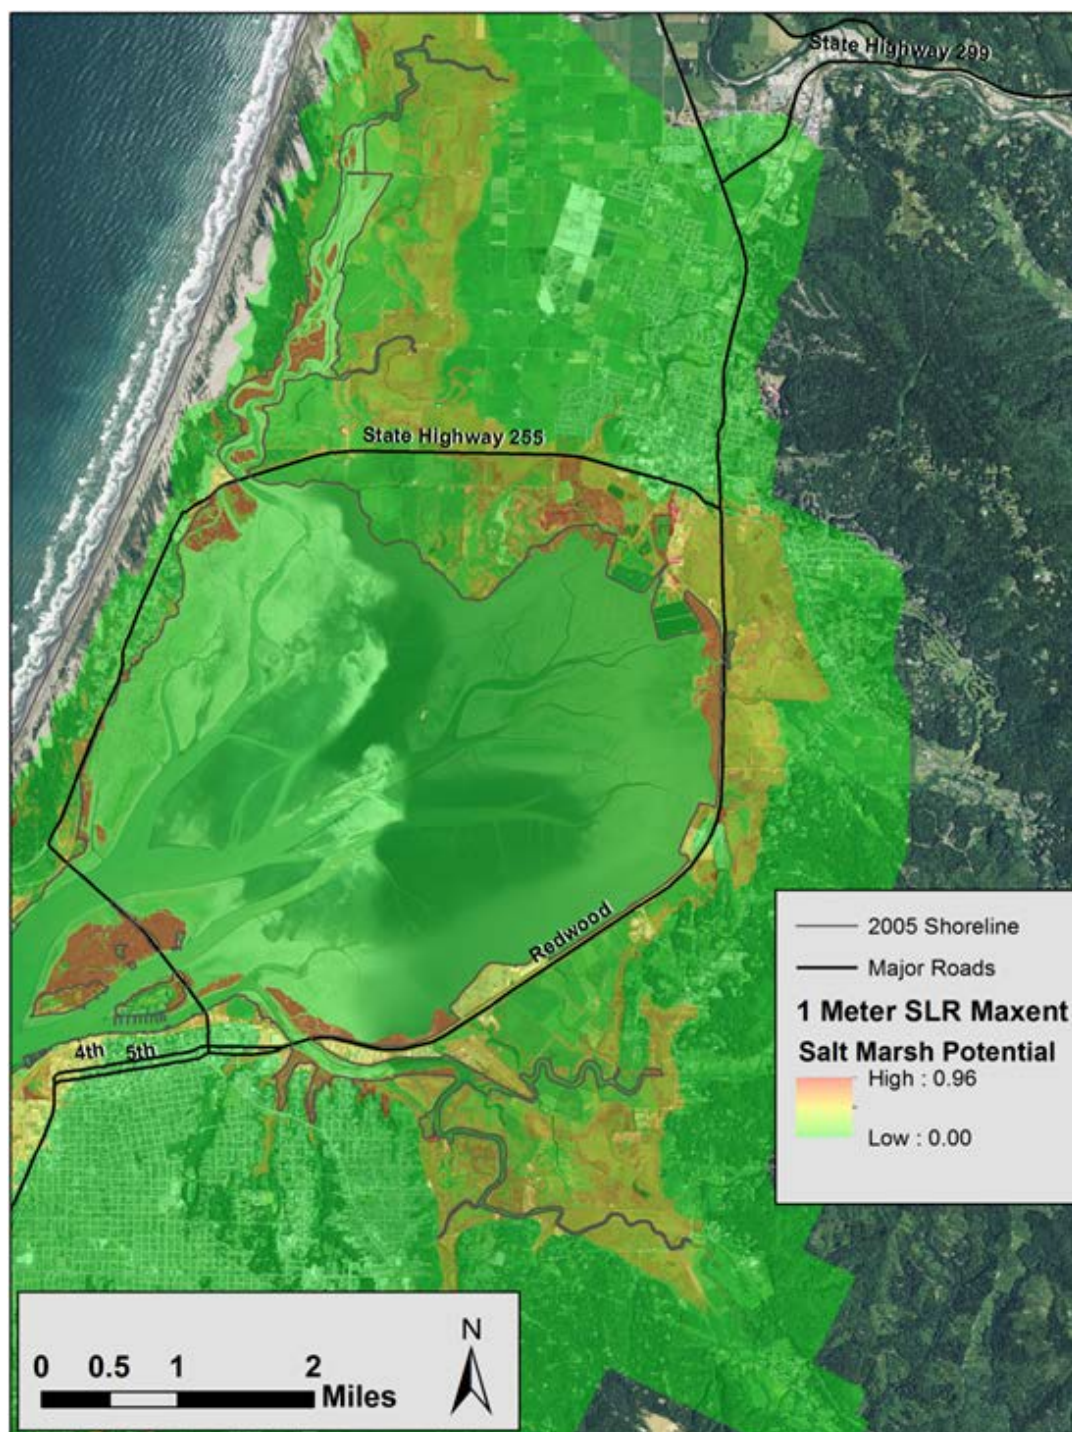 State Highway 299
State Highway 255
Redwood
4th 5th
2005 Shoreline
Major Roads
1 Meter SLR Maxent
Salt Marsh Potential
High : 0.96
Low : 0.00
N
0 0.5 1 2
Miles